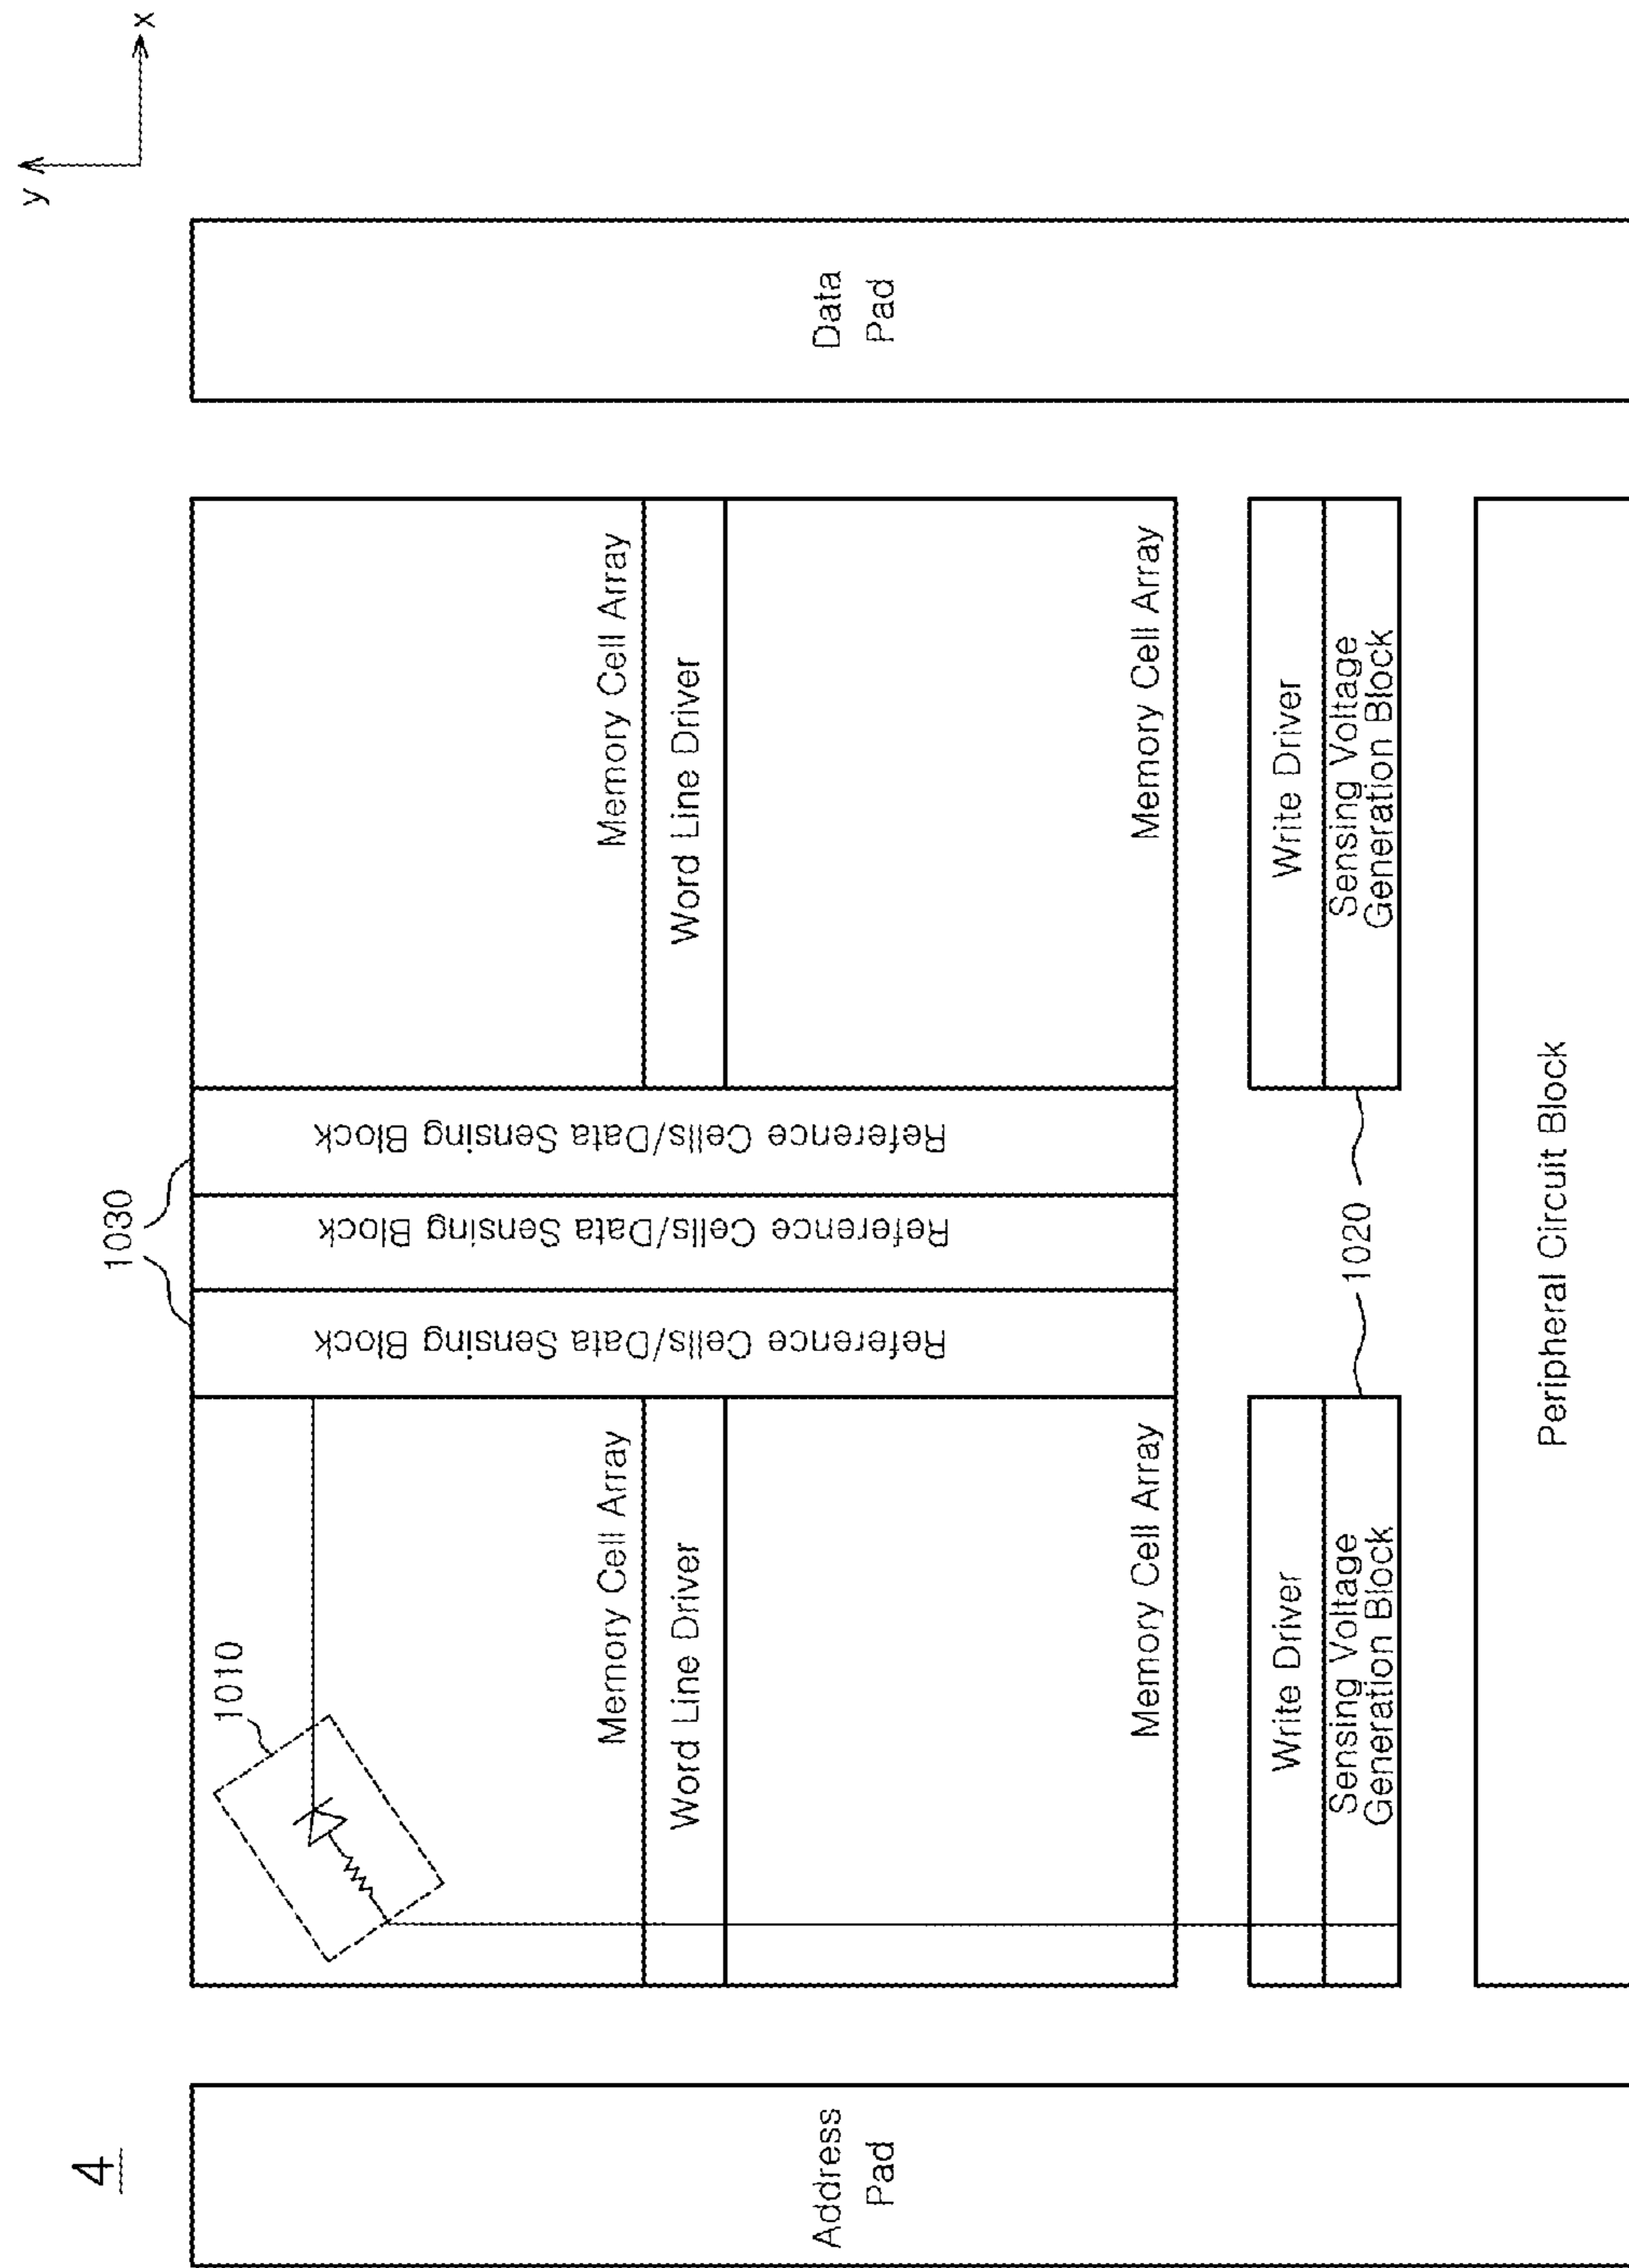 4
y
x
1030
1010
Memory Cell Array
Memory Cell Array
Word Line Driver
Word Line Driver
Reference Cells/Data Sensing Block
Reference Cells/Data Sensing Block
Reference Cells/Data Sensing Block
Address
Pad
Data
Pad
Memory Cell Array
Memory Cell Array
Write Driver
Write Driver
Sensing Voltage
Generation Block
1020
Sensing Voltage
Generation Block
Peripheral Circuit Block